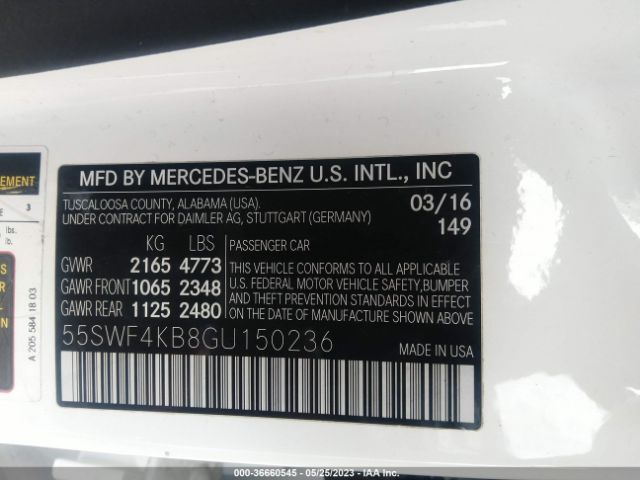 MFD BY MERCEDES-BENZ U.S. INTL., INC
TUSCALOOSA COUNTY, ALABAMA (USA).
UNDER CONTRACT FOR DAIMLER AG, STUTTGART (GERMANY)
03/16
149
KG LBS
GWR 2165 4773
GAWR FRONT 1065 2348
GAWR REAR 1125 2480
PASSENGER CAR
THIS VEHICLE CONFORMS TO ALL APPLICABLE
U.S. FEDERAL MOTOR VEHICLE SAFETY, BUMPER
AND THEFT PREVENTION STANDARDS IN EFFECT
ON THE DATE OF MANUFACTURE SHOWN ABOVE
55SWF4KB8GU150236
MADE IN USA
EMENT
3
lbs.
lb.
A 205 584 18 03
000-36660545 - 05/25/2023 - IAA Inc.